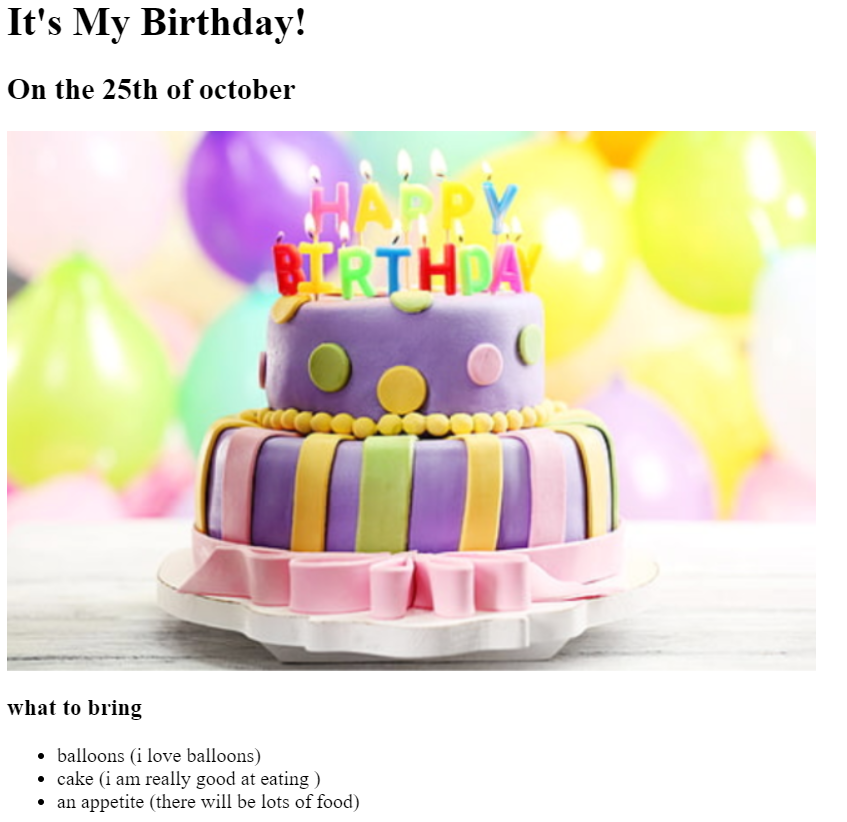 It's My Birthday!
On the 25th of october
HAPPY
BIRTHDAY
what to bring
balloons (i love balloons)
cake (i am really good at eating )
an appetite (there will be lots of food)